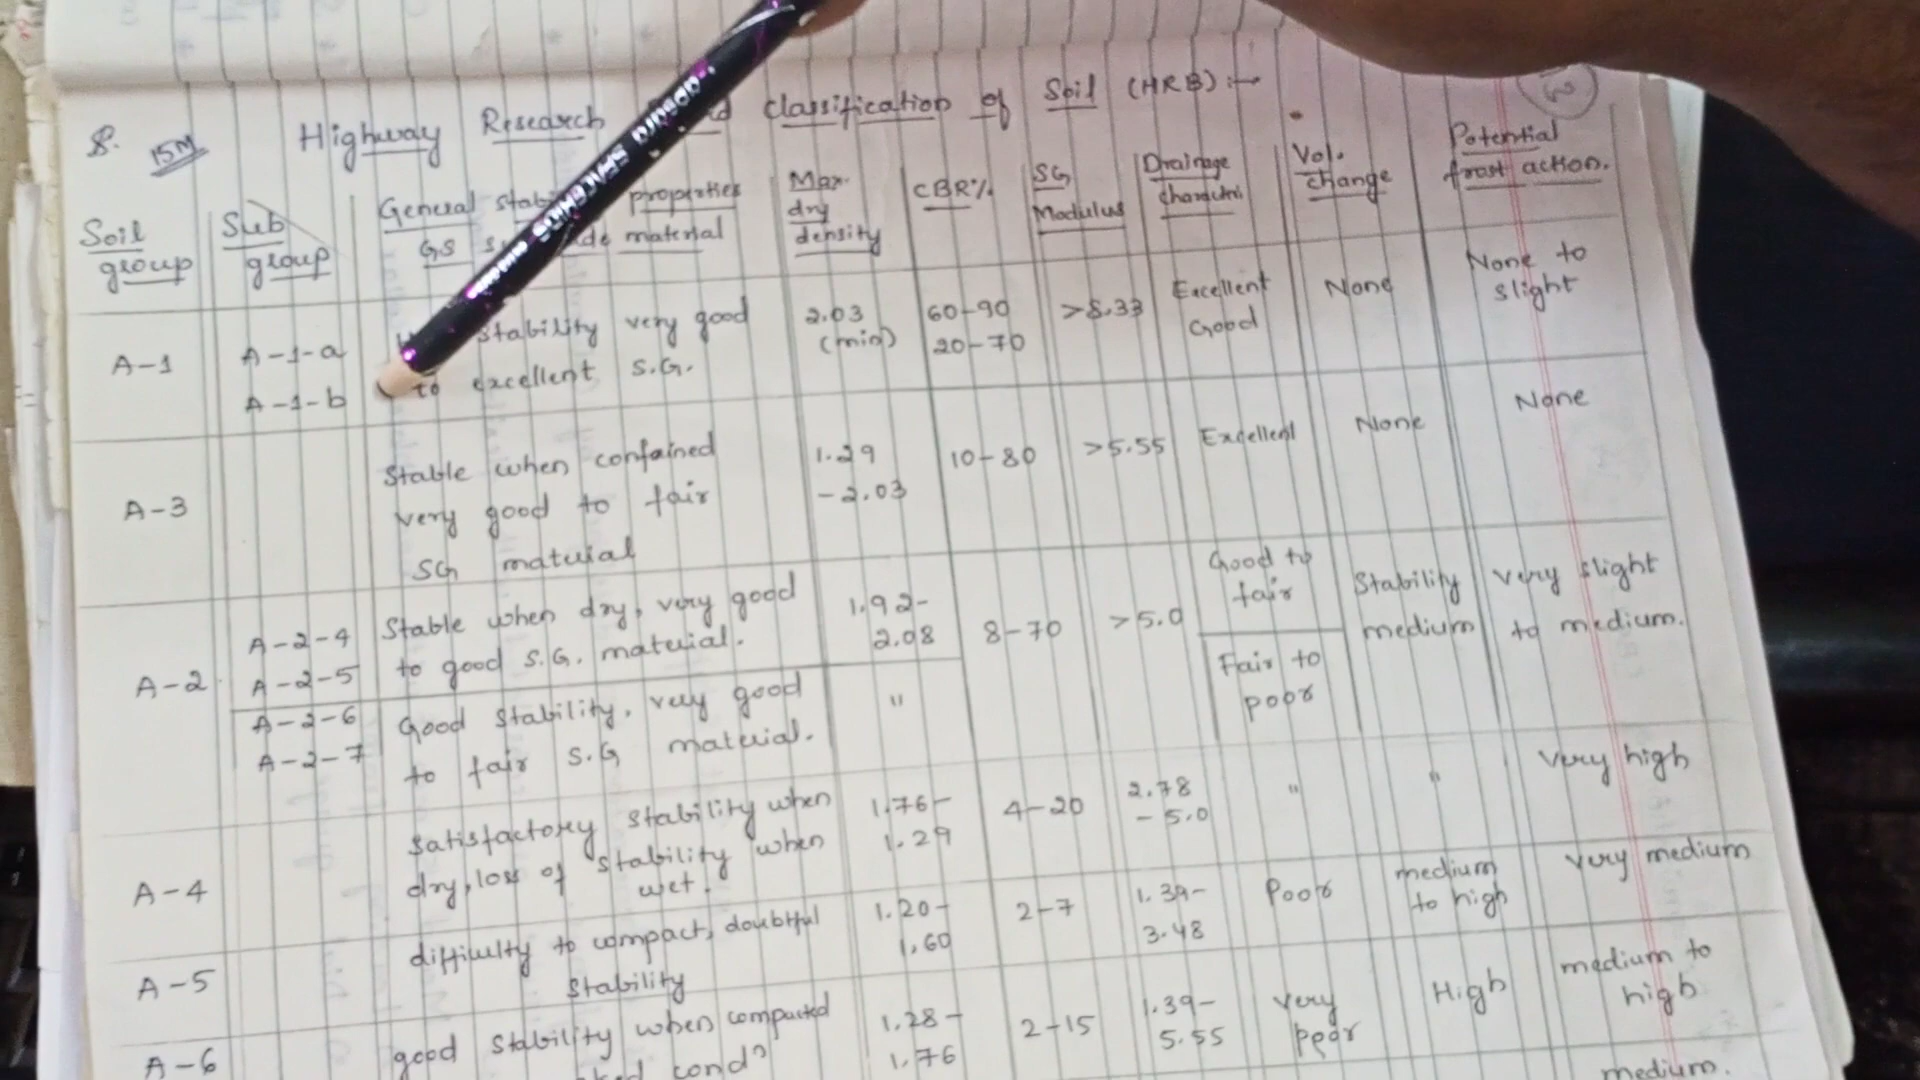 8. 15M Highway Research classification of Soil (HRB) :-
Soil group
Sub group
General properties
GS material
Max. dry density
CBR%
SG Modulus
Drainage
Vol. change
Potential frost action.
A-1
A-1-a
A-1-b
stability very good
to excellent S.G.
2.03
(min)
60-90
20-70
>8.33
Excellent
Good
None
None to
slight
A-3
Stable when confained
very good to fair
SG material
1.29
-2.03
10-80
>5.55
Excellent
None
None
A-2
A-2-4
A-2-5
Stable when dry, very good
to good S.G. material.
1.92-
2.08
8-70
>5.0
Good to
fair
Stability
medium
very slight
to medium.
A-2-6
A-2-7
Good stability, very good
to fair S.G material.
"
Fair to
poor
A-4
satisfactory stability when
dry, loss of stability when
wet.
1.76-
1.29
4-20
2.78
-5.0
"
"
very high
A-5
difficulty to compact, doubtful
stability
1.20-
1.60
2-7
1.39-
3.48
Poor
medium
to high
very medium
A-6
good stability when compacted
cond?
1.28-
1.76
2-15
1.39-
5.55
very
poor
High
medium to
high
medium.